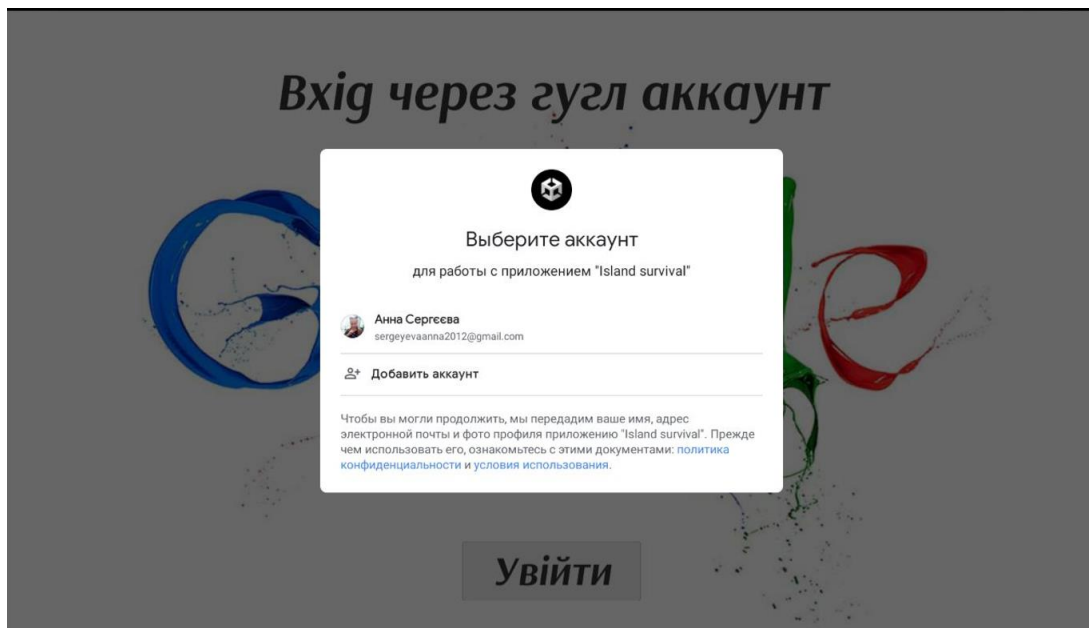 Вхід через гугл аккаунт
Выберите аккаунт
для работы с приложением "Island survival"
Анна Сергєєва
sergeyevaanna2012@gmail.com
Добавить аккаунт
Чтобы вы могли продолжить, мы передадим ваше имя, адрес
электронной почты и фото профиля приложению "Island survival". Прежде
чем использовать его, ознакомьтесь с этими документами: политика
конфиденциальности и условия использования.
Увійти